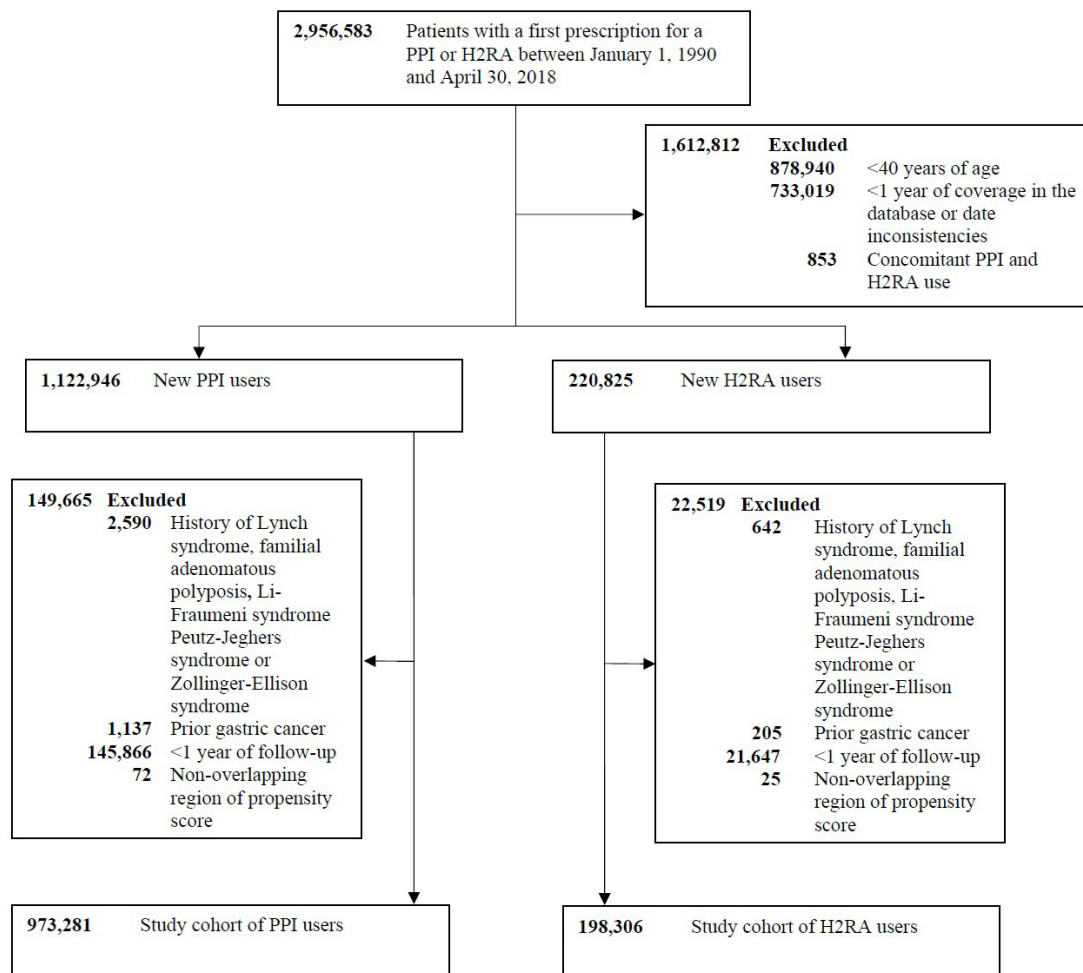 2,956,583 Patients with a first prescription for a
PPI or H2RA between January 1, 1990
and April 30, 2018
1,612,812 Excluded
878,940 <40 years of age
733,019 <1 year of coverage in the
database or date
inconsistencies
853 Concomitant PPI and
H2RA use
1,122,946 New PPI users
220,825 New H2RA users
149,665 Excluded
2,590 History of Lynch
syndrome, familial
adenomatous
polyposis, Li-
Fraumeni syndrome
Peutz-Jeghers
syndrome or
Zollinger-Ellison
syndrome
1,137 Prior gastric cancer
145,866 <1 year of follow-up
72 Non-overlapping
region of propensity
score
22,519 Excluded
642 History of Lynch
syndrome, familial
adenomatous
polyposis, Li-
Fraumeni syndrome
Peutz-Jeghers
syndrome or
Zollinger-Ellison
syndrome
205 Prior gastric cancer
21,647 <1 year of follow-up
25 Non-overlapping
region of propensity
score
973,281 Study cohort of PPI users
198,306 Study cohort of H2RA users